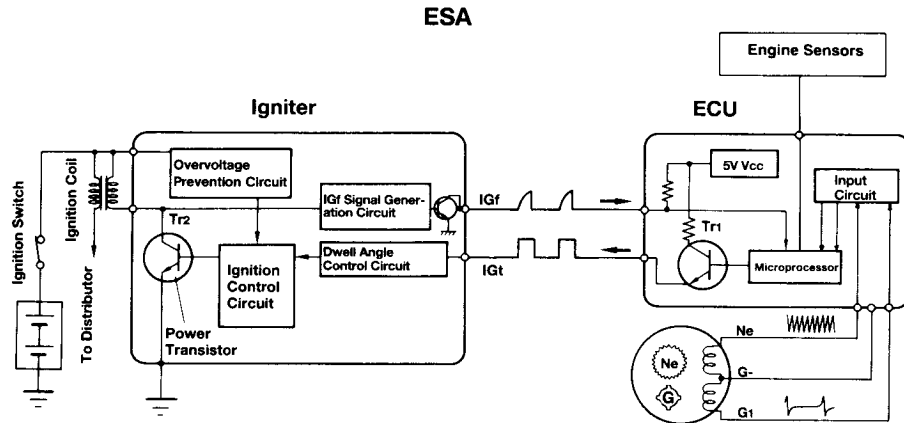 ESA
Engine Sensors
Igniter
ECU
Ignition Switch
Ignition Coil
To Distributor
Overvoltage
Prevention Circuit
IGf Signal Gener-
ation Circuit
IGf
5V Vcc
Input
Circuit
Tr2
Tr1
Ignition
Control
Circuit
Dwell Angle
Control Circuit
IGt
Microprocessor
Power
Transistor
Ne
Ne
G-
G
G1